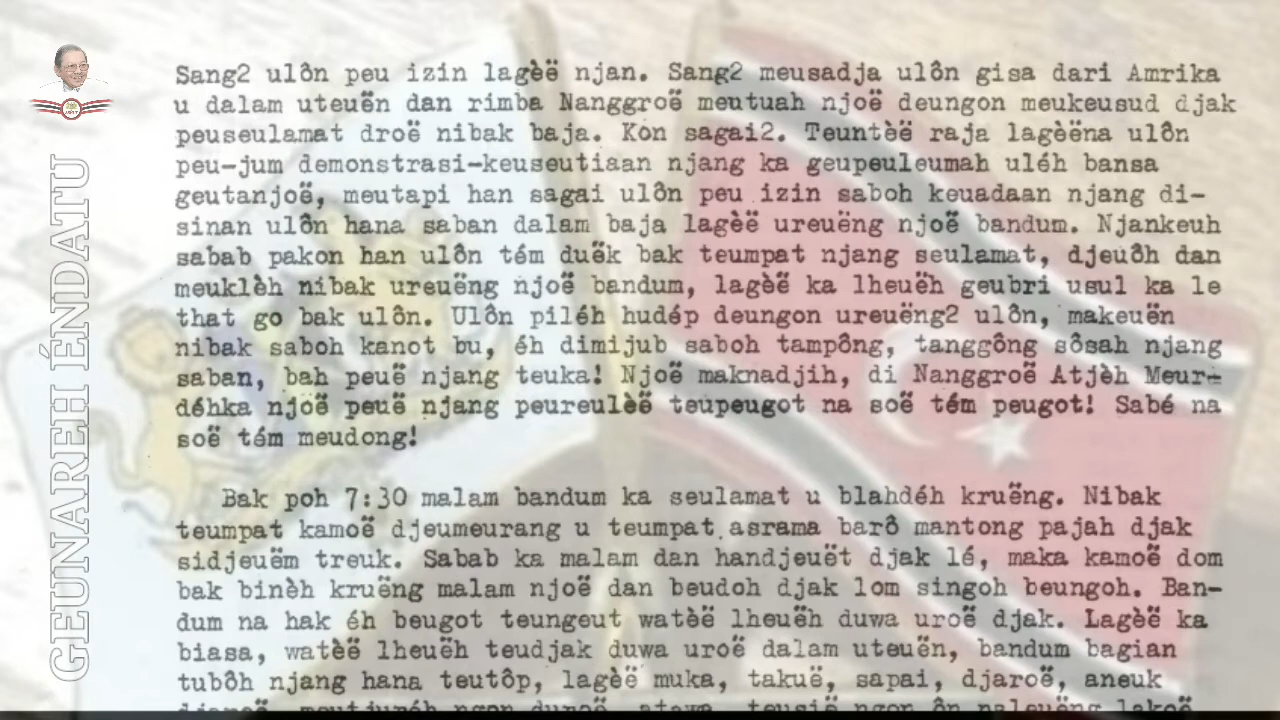 Sang2 ulôn peu izin lagèë njan. Sang2 meusadja ulôn gisa dari Amrika
u dalam uteuën dan rimba Nanggroë meutuah njoë deungon meukeusud djak
peuseulamat droë nibak baja. Kon sagai2. Teuntèë raja lagèëna ulôn
peu-jum demonstrasi-keuseutiaan njang ka geupeuleumah uléh bansa
geutanjoë, meutapi han sagai ulôn peu izin saboh keuadaan njang di-
sinan ulôn hana saban dalam baja lagèë ureuëng njoë bandum. Njankeuh
sabab pakon han ulôn tém duëk bak teumpat njang seulamat, djeuôh dan
meuklèh nibak ureuëng njoë bandum, lagèë ka lheuëh geubri usul ka le
that go bak ulôn. Ulôn piléh hudép deungon ureuëng2 ulôn, makeuën
nibak saboh kanot bu, éh dimijub saboh tampông, tanggông sôsah njang
saban, bah peuë njang teuka! Njoë maknadjih, di Nanggroë Atjèh Meur-
déhka njoë peuë njang peureulèë teupeugot na soë tém peugot! Sabé na
soë tém meudong!
Bak poh 7:30 malam bandum ka seulamat u blahdéh kruëng. Nibak
teumpat kamoë djeumeurang u teumpat asrama barô mantong pajah djak
sidjeuëm treuk. Sabab ka malam dan handjeuët djak lé, maka kamoë dom
bak binèh kruëng malam njoë dan beudoh djak lom singoh beungoh. Ban-
dum na hak éh beugot teungeut watèë lheuëh duwa uroë djak. Lagèë ka
biasa, watèë lheuëh teudjak duwa uroë dalam uteuën, bandum bagian
tubôh njang hana teutôp, lagèë muka, takuë, sapai, djaroë, aneuk
GEUNAREH ÉNDATU